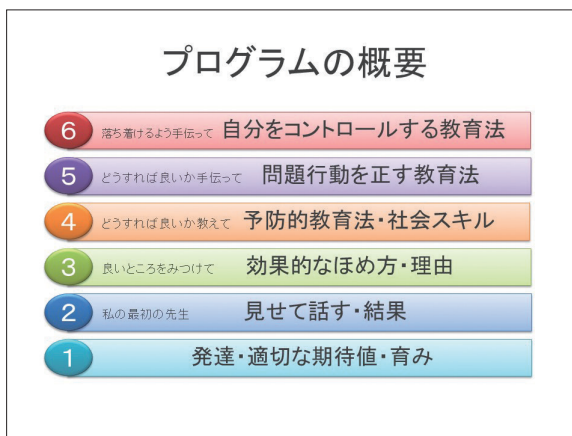 プログラムの概要
6 落ち着けるよう手伝って 自分をコントロールする教育法
5 どうすれば良いか手伝って 問題行動を正す教育法
4 どうすれば良いか教えて 予防的教育法・社会スキル
3 良いところをみつけて 効果的なほめ方・理由
2 私の最初の先生 見せて話す・結果
1 発達・適切な期待値・育み